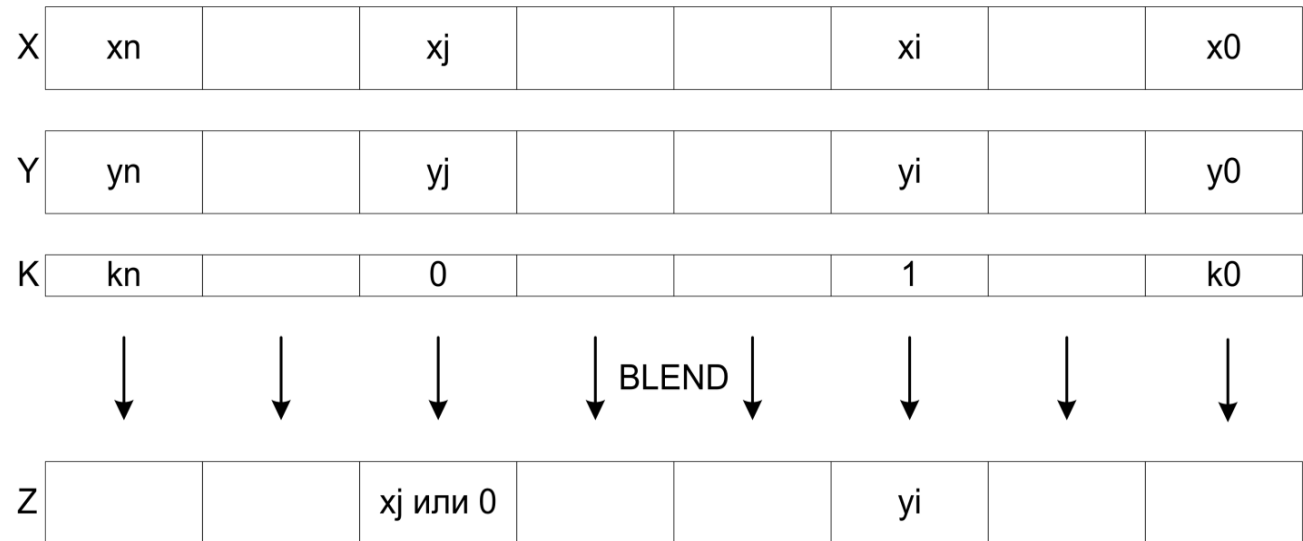 X xn xj xi x0
Y yn yj yi y0
K kn 0 1 k0
BLEND
Z xj или 0 yi